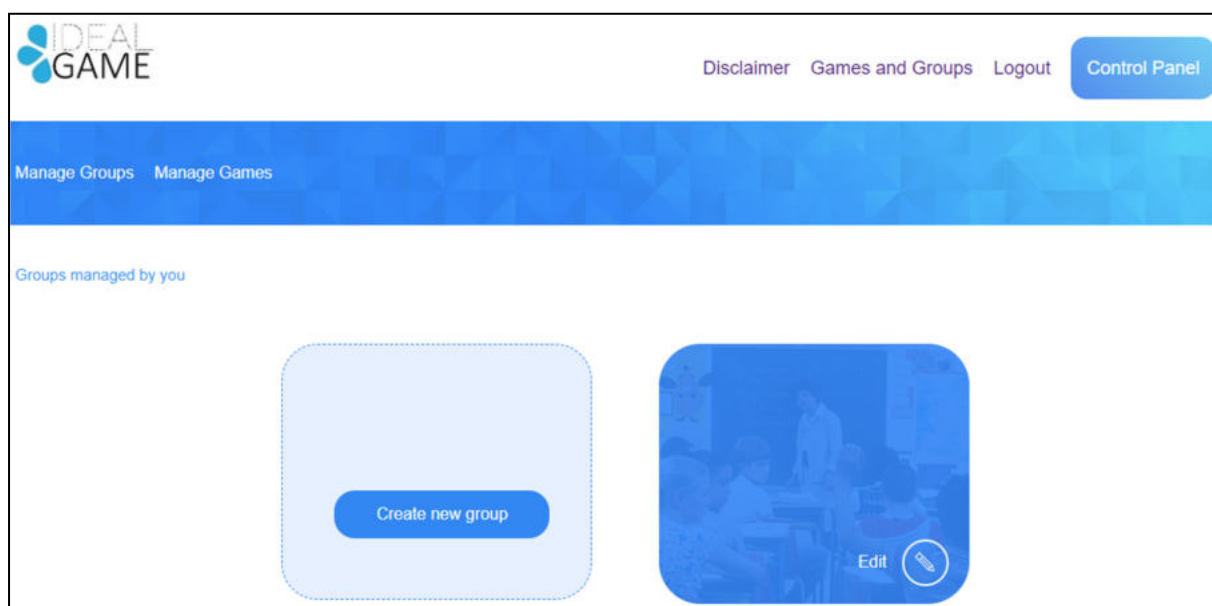 IDEAL
GAME
Disclaimer Games and Groups Logout Control Panel
Manage Groups Manage Games
Groups managed by you
Create new group
Edit